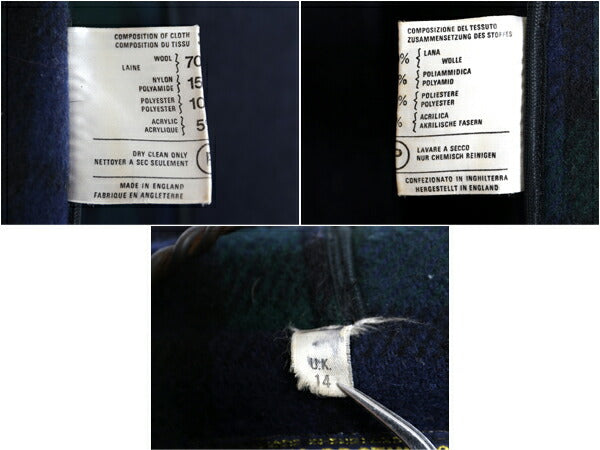 COMPOSITION OF CLOTH
COMPOSITION DU TISSU
WOOL
LAINE
70
NYLON
POLYAMIDE
15
POLYESTER
POLYESTER
10
ACRYLIC
ACRYLIQUE
5
DRY CLEAN ONLY
NETTOYER A SEC SEULEMENT
MADE IN ENGLAND
FABRIQUE EN ANGLETERRE
COMPOSIZIONE DEL TESSUTO
ZUSAMMENSETZUNG DES STOFFES
% LANA
WOLLE
% POLIAMMIDICA
POLYAMID
% POLIESTERE
POLYESTER
% ACRILICA
AKRILISCHE FASERN
P LAVARE A SECCO
NUR CHEMISCH REINIGEN
CONFEZIONATO IN INGHILTERRA
HERGESTELLT IN ENGLAND
U.K.
14